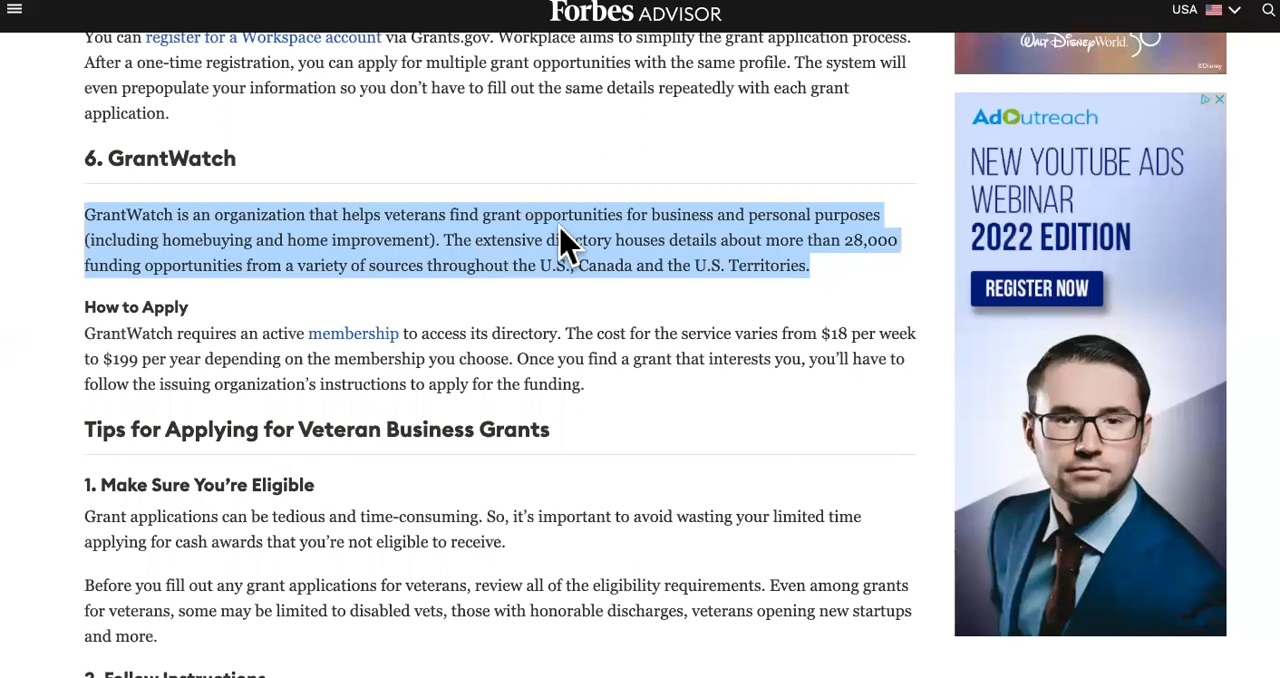 Forbes ADVISOR
USA
You can register for a Workspace account via Grants.gov. Workplace aims to simplify the grant application process.
After a one-time registration, you can apply for multiple grant opportunities with the same profile. The system will
even prepopulate your information so you don’t have to fill out the same details repeatedly with each grant
application.
6. GrantWatch
GrantWatch is an organization that helps veterans find grant opportunities for business and personal purposes
(including homebuying and home improvement). The extensive directory houses details about more than 28,000
funding opportunities from a variety of sources throughout the U.S., Canada and the U.S. Territories.
How to Apply
GrantWatch requires an active membership to access its directory. The cost for the service varies from $18 per week
to $199 per year depending on the membership you choose. Once you find a grant that interests you, you’ll have to
follow the issuing organization’s instructions to apply for the funding.
Tips for Applying for Veteran Business Grants
1. Make Sure You’re Eligible
Grant applications can be tedious and time-consuming. So, it’s important to avoid wasting your limited time
applying for cash awards that you’re not eligible to receive.
Before you fill out any grant applications for veterans, review all of the eligibility requirements. Even among grants
for veterans, some may be limited to disabled vets, those with honorable discharges, veterans opening new startups
and more.
2. Follow Instructions
Walt Disney World
©Disney
AdOutreach
NEW YOUTUBE ADS
WEBINAR
2022 EDITION
REGISTER NOW